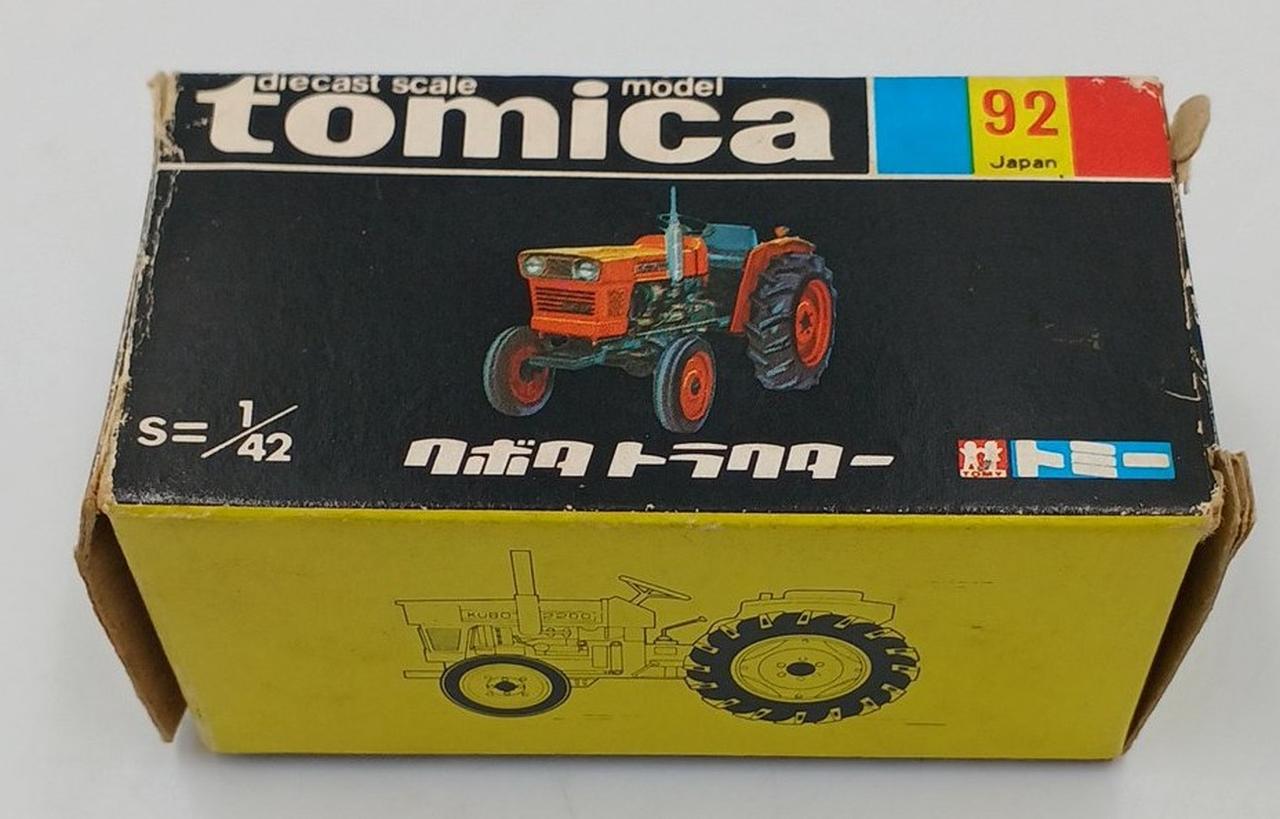 diecast scale model
tomica
92
Japan
S=1/42
クボタ トラクター
TOMY
トミー